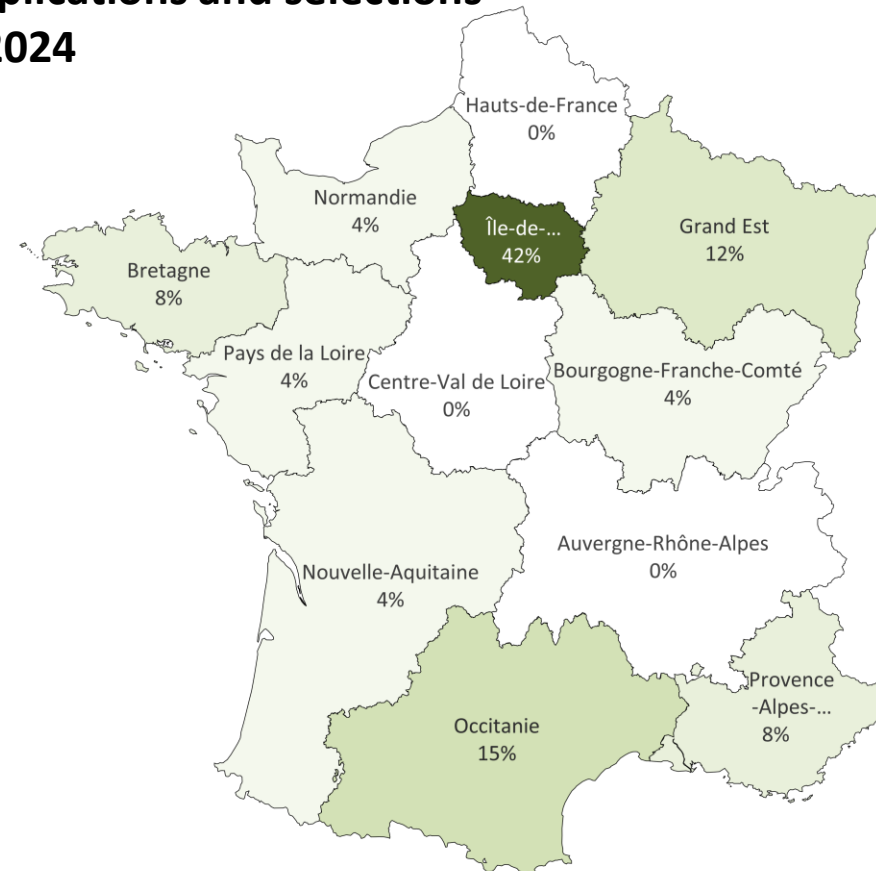 plications and selections
2024
Hauts-de-France
0%
Normandie
4%
Île-de-...
42%
Grand Est
12%
Bretagne
8%
Pays de la Loire
4%
Centre-Val de Loire
0%
Bourgogne-Franche-Comté
4%
Auvergne-Rhône-Alpes
0%
Nouvelle-Aquitaine
4%
Provence
-Alpes-...
8%
Occitanie
15%